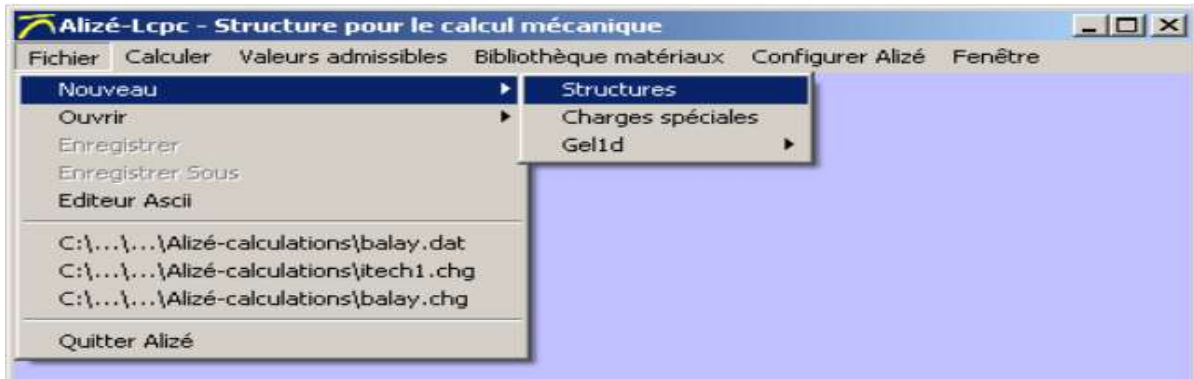 Alizé-Lcpc - Structure pour le calcul mécanique
Fichier Calculer Valeurs admissibles Bibliothèque matériaux Configurer Alizé Fenêtre
Nouveau
Structures
Ouvrir
Charges spéciales
Enregistrer
Gel1d
Enregistrer Sous
Editeur Ascii
C:\...\...\Alizé-calculations\balay.dat
C:\...\...\Alizé-calculations\itech1.chg
C:\...\...\Alizé-calculations\balay.chg
Quitter Alizé